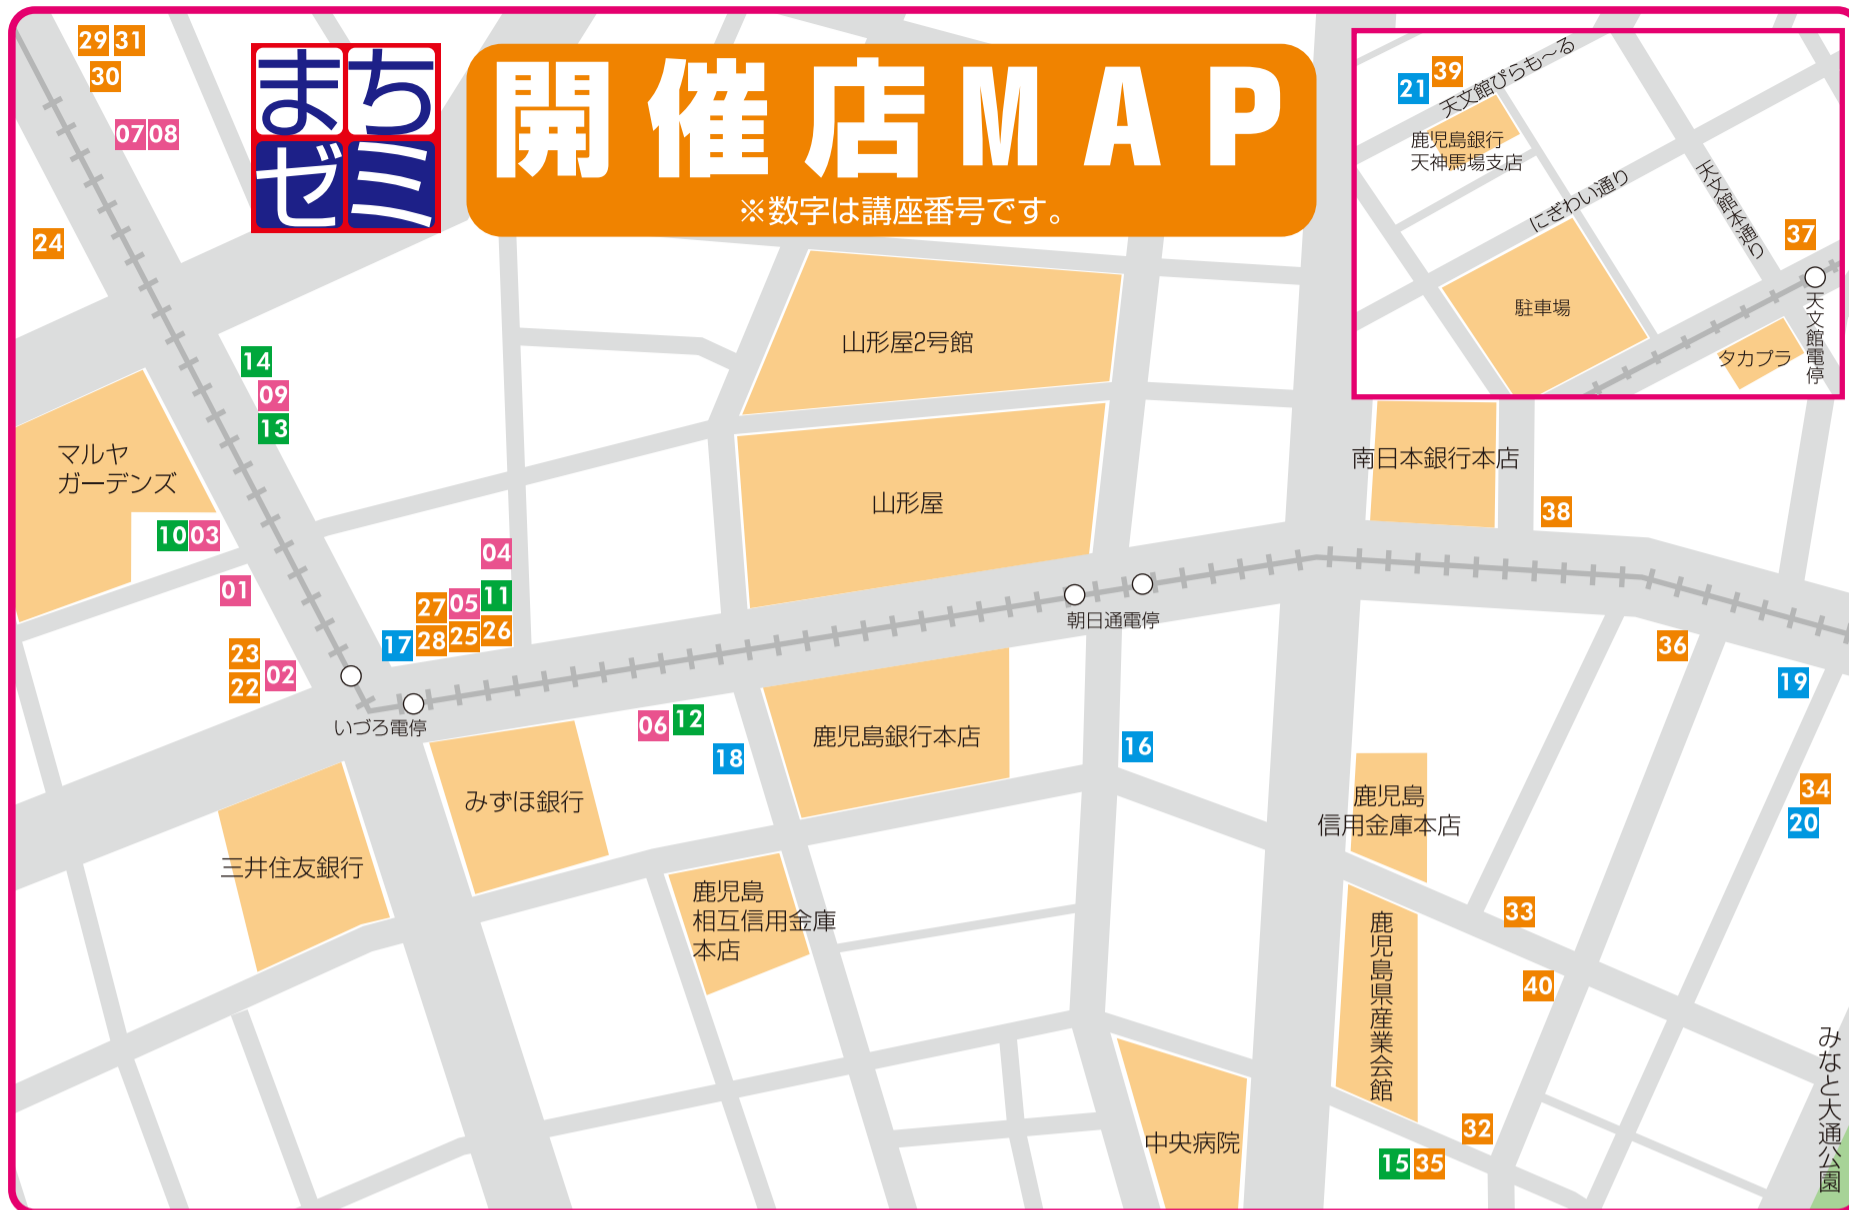 29 31
30
07 08
24
まち
ゼミ
開催店MAP
※数字は講座番号です。
21 39
天文館ぴらも〜る
鹿児島銀行
天神馬場支店
にぎわい通り
天文館本通り
37
駐車場
タカプラ
天文館電停
14
09
13
マルヤ
ガーデンズ
10 03
01
山形屋2号館
山形屋
南日本銀行本店
38
04
27 05 11
17 28 25 26
23
22 02
いづろ電停
朝日通電停
36
19
06 12
18
鹿児島銀行本店
16
みずほ銀行
三井住友銀行
鹿児島
相互信用金庫
本店
鹿児島
信用金庫本店
34
20
33
40
鹿児島県産業会館
32
15 35
中央病院
みなと大通公園